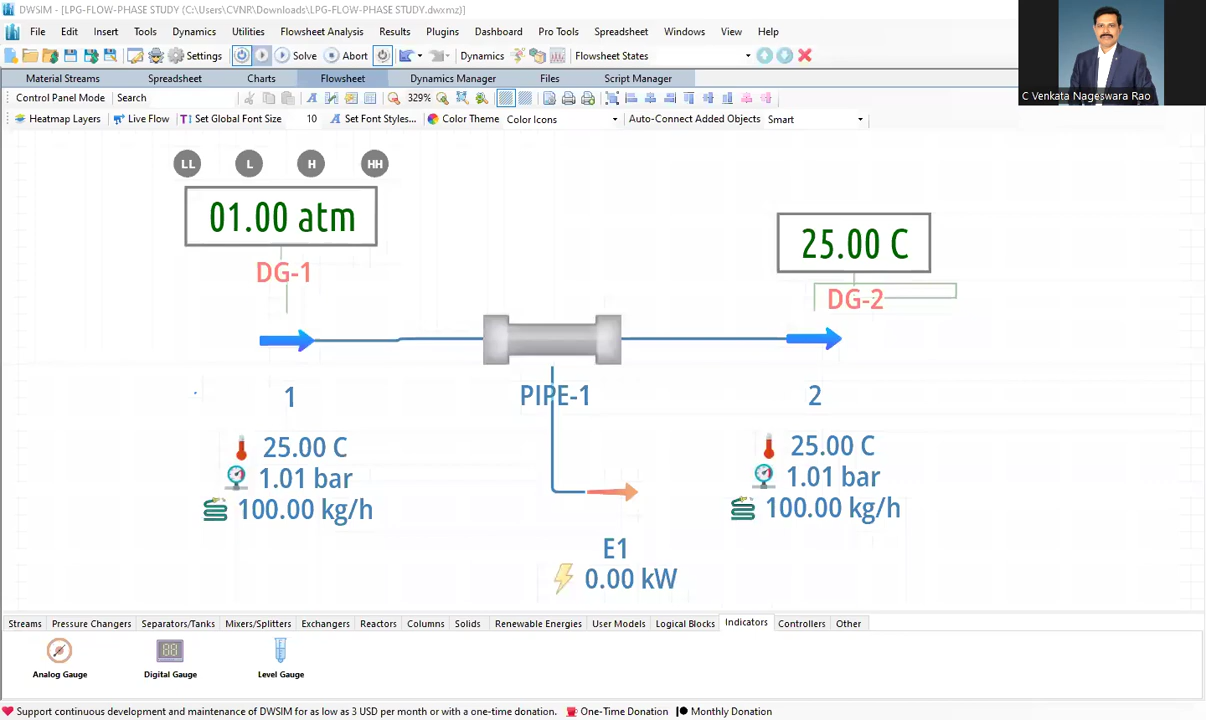 DWSIM - [LPG-FLOW-PHASE STUDY (C:\Users\CVNR\Downloads\LPG-FLOW-PHASE STUDY.dwxmz)]
File Edit Insert Tools Dynamics Utilities Flowsheet Analysis Results Plugins Dashboard Pro Tools Spreadsheet Windows View Help
Settings Solve Abort Dynamics Flowsheet States
Material Streams Spreadsheet Charts Flowsheet Dynamics Manager Files Script Manager
C Venkata Nageswara Rao
Control Panel Mode Search 329%
Heatmap Layers Live Flow Set Global Font Size 10 Set Font Styles... Color Theme Color Icons Auto-Connect Added Objects Smart
LL L H HH
01.00 atm
25.00 C
DG-1
DG-2
1
PIPE-1
2
25.00 C
1.01 bar
100.00 kg/h
25.00 C
1.01 bar
100.00 kg/h
E1
0.00 kW
Streams Pressure Changers Separators/Tanks Mixers/Splitters Exchangers Reactors Columns Solids Renewable Energies User Models Logical Blocks Indicators Controllers Other
Analog Gauge Digital Gauge Level Gauge
Support continuous development and maintenance of DWSIM for as low as 3 USD per month or with a one-time donation. One-Time Donation Monthly Donation